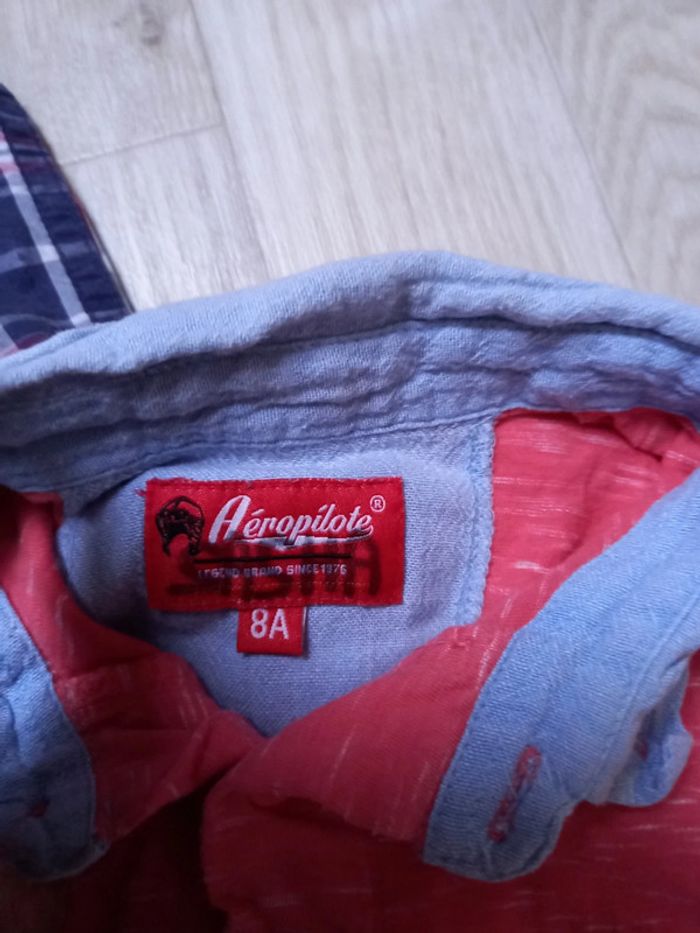 Aéropilote®
LEGEND BRAND SINCE 1976
8A